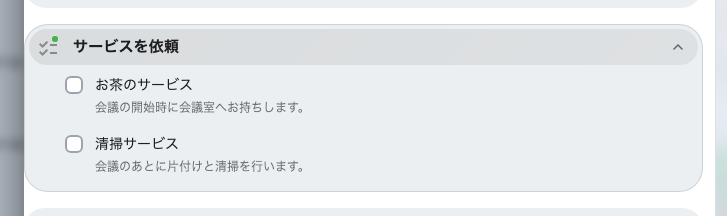 サービスを依頼
お茶のサービス
会議の開始時に会議室へお持ちします。
清掃サービス
会議のあとに片付けと清掃を行います。